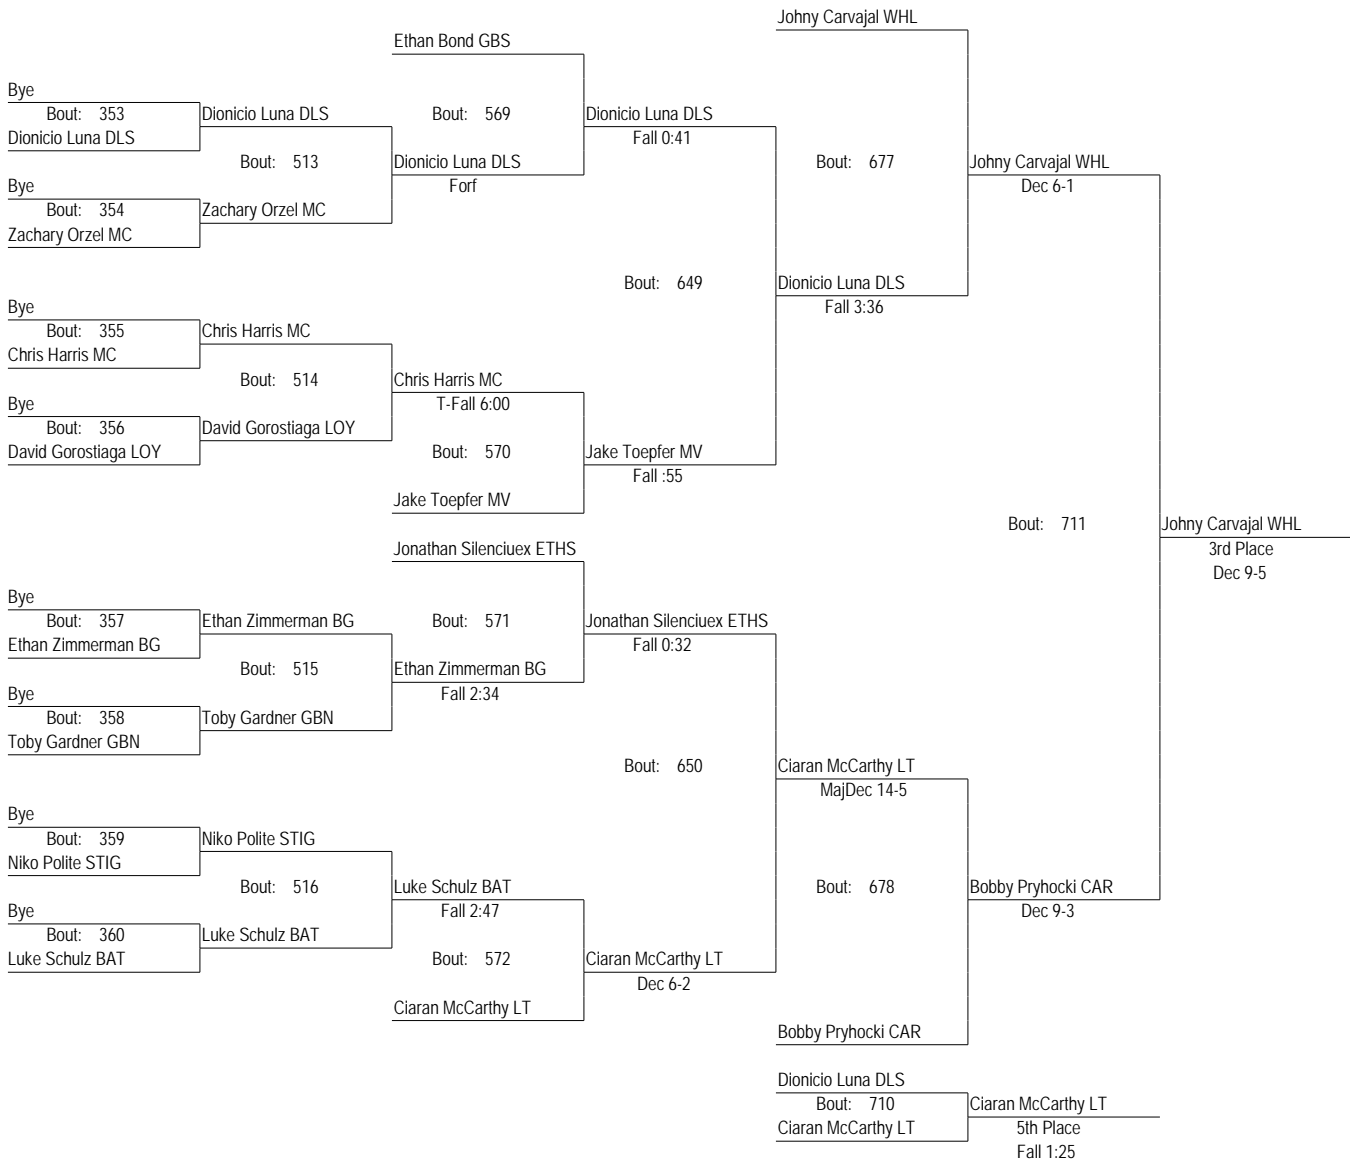 Johny Carvajal WHL
Ethan Bond GBS
Bye
Bout: 353
Dionicio Luna DLS
Bout: 569
Dionicio Luna DLS
Dionicio Luna DLS
Fall 0:41
Bout: 513
Dionicio Luna DLS
Bout: 677
Johny Carvajal WHL
Bye
Forf
Dec 6-1
Bout: 354
Zachary Orzel MC
Zachary Orzel MC
Bout: 649
Dionicio Luna DLS
Bye
Fall 3:36
Bout: 355
Chris Harris MC
Chris Harris MC
Bout: 514
Chris Harris MC
Bye
T-Fall 6:00
Bout: 356
David Gorostiaga LOY
David Gorostiaga LOY
Bout: 570
Jake Toepfer MV
Fall :55
Jake Toepfer MV
Bout: 711
Johny Carvajal WHL
Jonathan Silenciuex ETHS
3rd Place
Dec 9-5
Bye
Bout: 357
Ethan Zimmerman BG
Bout: 571
Jonathan Silenciuex ETHS
Ethan Zimmerman BG
Fall 0:32
Bout: 515
Ethan Zimmerman BG
Bye
Fall 2:34
Bout: 358
Toby Gardner GBN
Toby Gardner GBN
Bout: 650
Ciaran McCarthy LT
MajDec 14-5
Bye
Bout: 359
Niko Polite STIG
Niko Polite STIG
Bout: 516
Luke Schulz BAT
Bout: 678
Bobby Pryhocki CAR
Bye
Fall 2:47
Dec 9-3
Bout: 360
Luke Schulz BAT
Luke Schulz BAT
Bout: 572
Ciaran McCarthy LT
Dec 6-2
Ciaran McCarthy LT
Bobby Pryhocki CAR
Dionicio Luna DLS
Bout: 710
Ciaran McCarthy LT
Ciaran McCarthy LT
5th Place
Fall 1:25